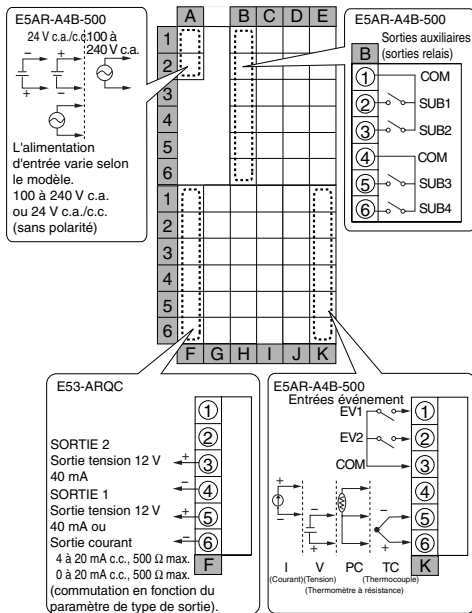 E5AR-A4B-500
24 V c.a./c.c.
100 à
240 V c.a.
− + − +
+ − + −
L'alimentation
d'entrée varie selon
le modèle.
100 à 240 V c.a.
ou 24 V c.a./c.c.
(sans polarité)
A B C D E
1
2
3
4
5
6
1
2
3
4
5
6
F G H I J K
E5AR-A4B-500
Sorties auxiliaires
(sorties relais)
B
1 COM
2 SUB1
3 SUB2
4 COM
5 SUB3
6 SUB4
E53-ARQC
1
2
3
4
5
6
F
SORTIE 2
Sortie tension 12 V +
40 mA −
SORTIE 1
Sortie tension 12 V +
40 mA ou
Sortie courant −
4 à 20 mA c.c., 500 Ω max.
0 à 20 mA c.c., 500 Ω max.
(commutation en fonction du
paramètre de type de sortie).
E5AR-A4B-500
Entrées événement
EV1 1
EV2 2
COM 3
4
5
6
K
+ − − +
− + − +
I V PC TC
(Courant) (Tension) (Thermocouple)
(Thermomètre à résistance)